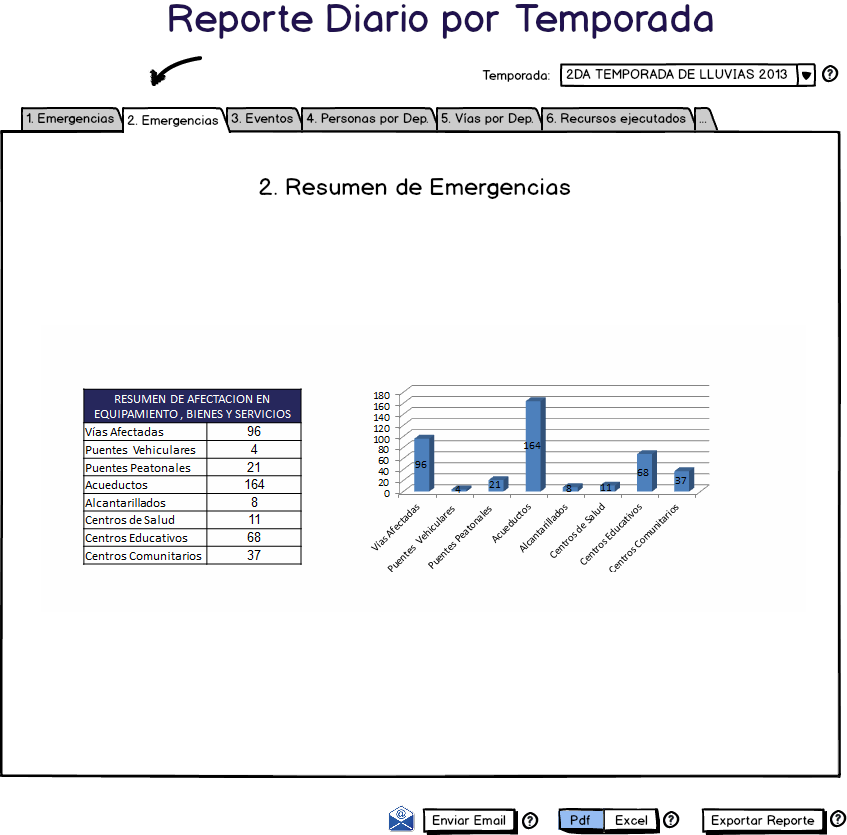 Reporte Diario por Temporada
Temporada: 2DA TEMPORADA DE LLUVIAS 2013 ?
1. Emergencias 2. Emergencias 3. Eventos 4. Personas por Dep. 5. Vías por Dep. 6. Recursos ejecutados ...
2. Resumen de Emergencias
RESUMEN DE AFECTACION EN
EQUIPAMIENTO , BIENES Y SERVICIOS
Vías Afectadas 96
Puentes Vehiculares 4
Puentes Peatonales 21
Acueductos 164
Alcantarillados 8
Centros de Salud 11
Centros Educativos 68
Centros Comunitarios 37
180
160
140
120
100
80
60
40
20
0
96 4 21 164 8 11 68 37
Vías Afectadas
Puentes Vehiculares
Puentes Peatonales
Acueductos
Alcantarillados
Centros de Salud
Centros Educativos
Centros Comunitarios
Enviar Email ? Pdf Excel ? Exportar Reporte ?